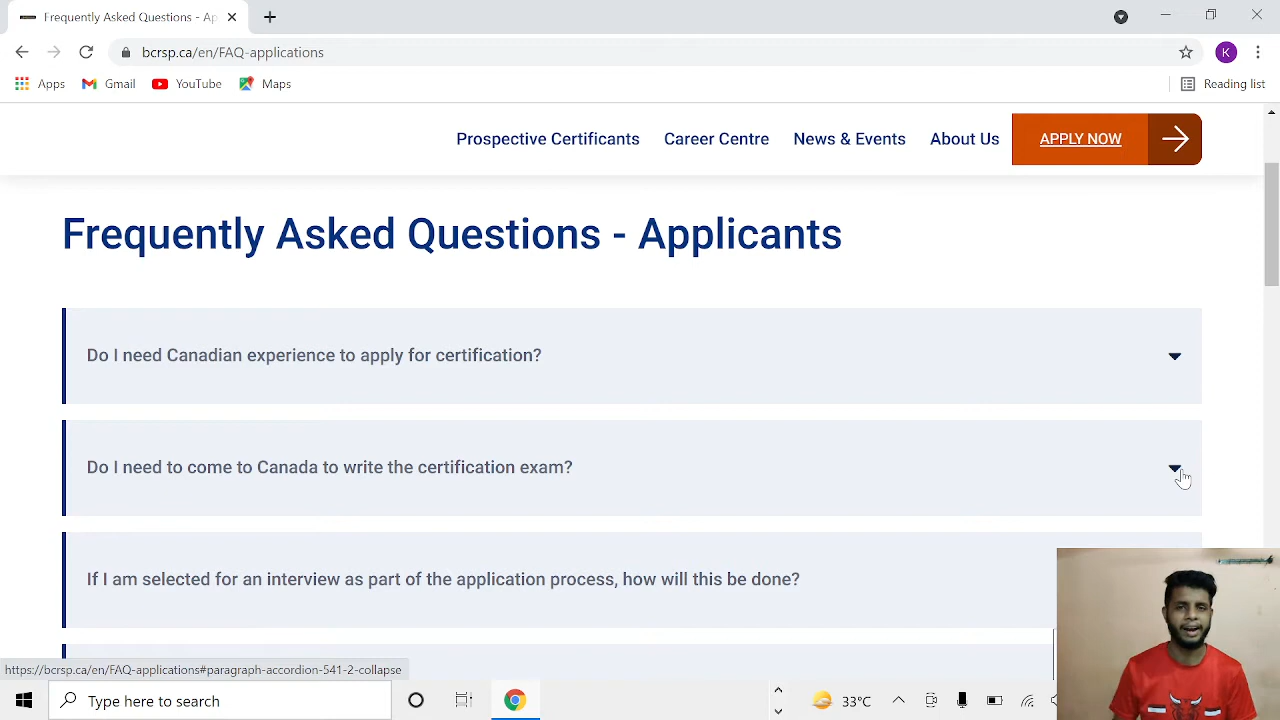 Frequently Asked Questions - Ap
bcrsp.ca/en/FAQ-applications
K
Apps
Gmail
YouTube
Maps
Reading list
Prospective Certificants
Career Centre
News & Events
About Us
APPLY NOW
Frequently Asked Questions - Applicants
Do I need Canadian experience to apply for certification?
Do I need to come to Canada to write the certification exam?
If I am selected for an interview as part of the application process, how will this be done?
https://bcrsp.ca/en/FAQ-applications#paragraph-accordion-541-2-collapse
Type here to search
33°C